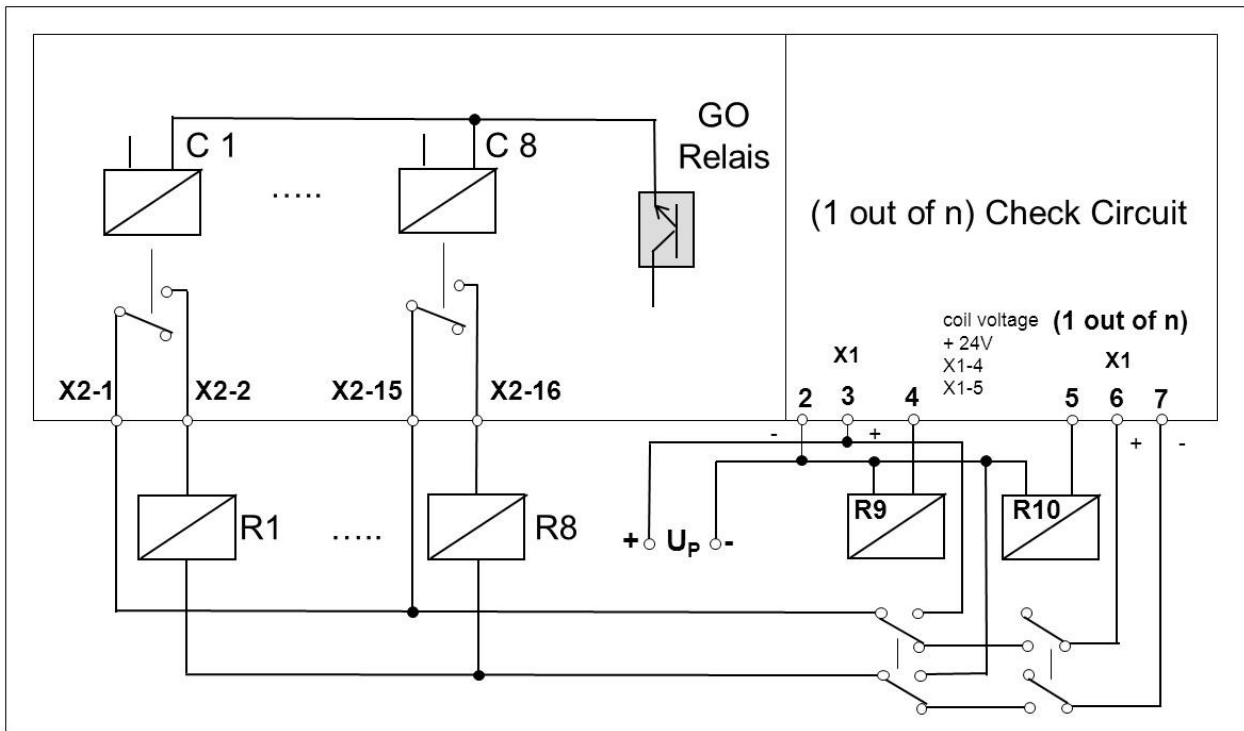 C 1
.....
C 8
GO
Relais
(1 out of n) Check Circuit
coil voltage
+ 24V
X1-4
X1-5
(1 out of n)
X1
X1
X2-1
X2-2
X2-15
X2-16
2
3
4
5
6
7
-
+
+
-
R1
.....
R8
+
UP
-
R9
R10